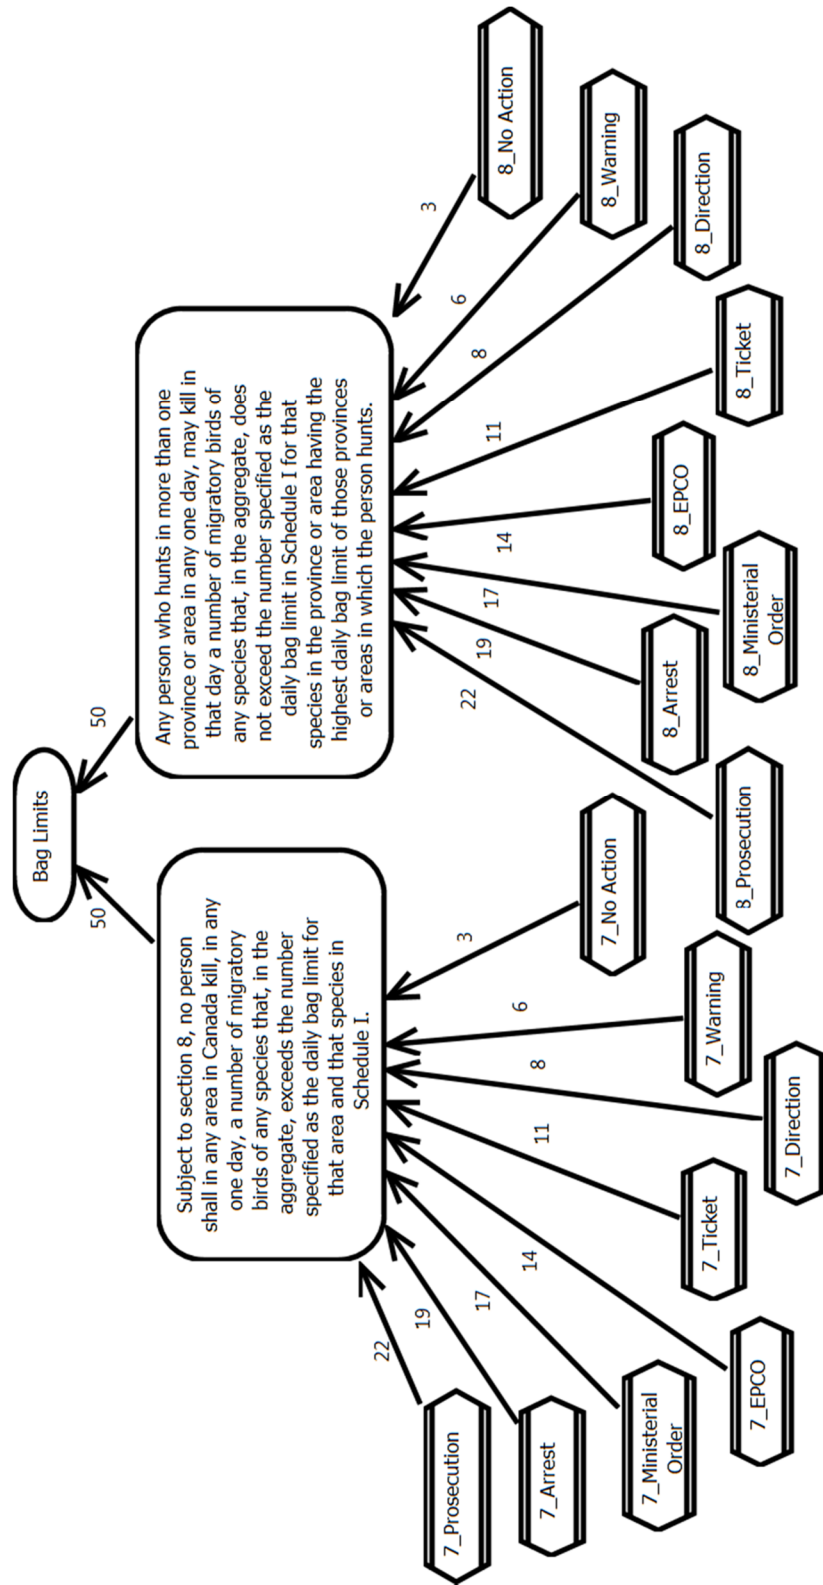 Bag Limits
50
50
Subject to section 8, no person
shall in any area in Canada kill, in any
one day, a number of migratory
birds of any species that, in the
aggregate, exceeds the number
specified as the daily bag limit for
that area and that species in
Schedule I.
Any person who hunts in more than one
province or area in any one day, may kill in
that day a number of migratory birds of
any species that, in the aggregate, does
not exceed the number specified as the
daily bag limit in Schedule I for that
species in the province or area having the
highest daily bag limit of those provinces
or areas in which the person hunts.
22
19
17
14
11
8
6
3
22
19
17
14
11
8
6
3
7_Prosecution
7_Arrest
7_Ministerial
Order
7_EPCO
7_Ticket
7_Direction
7_Warning
7_No Action
8_Prosecution
8_Arrest
8_Ministerial
Order
8_EPCO
8_Ticket
8_Direction
8_Warning
8_No Action